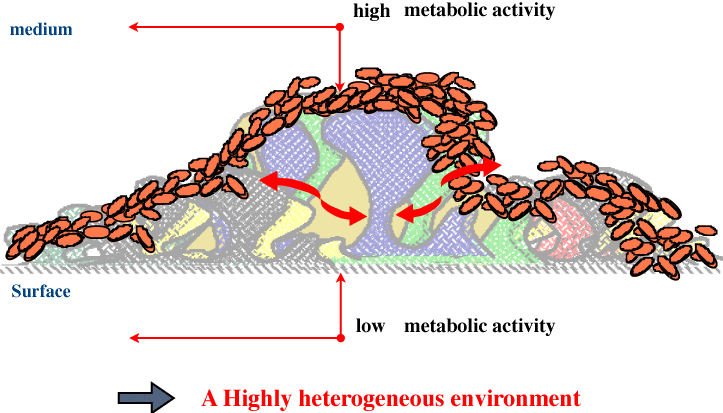 high metabolic activity
medium
Surface
low metabolic activity
A Highly heterogeneous environment